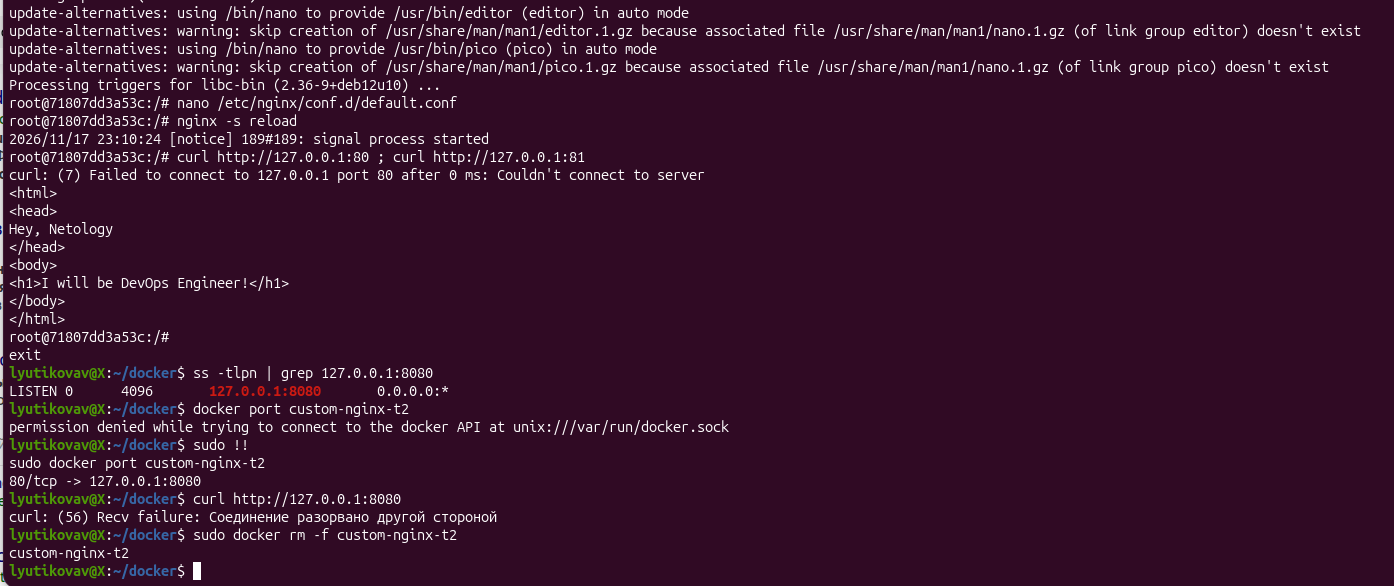 update-alternatives: using /bin/nano to provide /usr/bin/editor (editor) in auto mode
update-alternatives: warning: skip creation of /usr/share/man/man1/editor.1.gz because associated file /usr/share/man/man1/nano.1.gz (of link group editor) doesn't exist
update-alternatives: using /bin/nano to provide /usr/bin/pico (pico) in auto mode
update-alternatives: warning: skip creation of /usr/share/man/man1/pico.1.gz because associated file /usr/share/man/man1/nano.1.gz (of link group pico) doesn't exist
Processing triggers for libc-bin (2.36-9+deb12u10) ...
root@71807dd3a53c:/# nano /etc/nginx/conf.d/default.conf
root@71807dd3a53c:/# nginx -s reload
2026/11/17 23:10:24 [notice] 189#189: signal process started
root@71807dd3a53c:/# curl http://127.0.0.1:80 ; curl http://127.0.0.1:81
curl: (7) Failed to connect to 127.0.0.1 port 80 after 0 ms: Couldn't connect to server
<html>
<head>
Hey, Netology
</head>
<body>
<h1>I will be DevOps Engineer!</h1>
</body>
</html>
root@71807dd3a53c:/#
exit
lyutikovav@X:~/docker$ ss -tlpn | grep 127.0.0.1:8080
LISTEN 0      4096       127.0.0.1:8080       0.0.0.0:*
lyutikovav@X:~/docker$ docker port custom-nginx-t2
permission denied while trying to connect to the docker API at unix:///var/run/docker.sock
lyutikovav@X:~/docker$ sudo !!
sudo docker port custom-nginx-t2
80/tcp -> 127.0.0.1:8080
lyutikovav@X:~/docker$ curl http://127.0.0.1:8080
curl: (56) Recv failure: Соединение разорвано другой стороной
lyutikovav@X:~/docker$ sudo docker rm -f custom-nginx-t2
custom-nginx-t2
lyutikovav@X:~/docker$